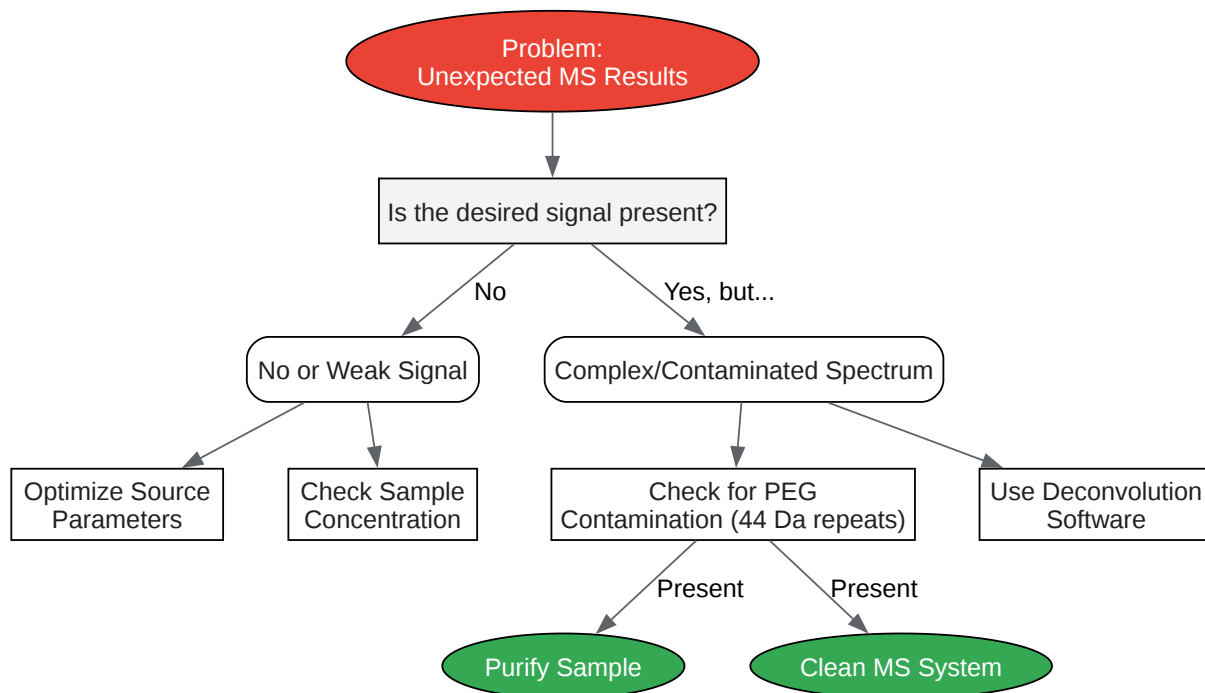 Problem:
Unexpected MS Results
Is the desired signal present?
No
Yes, but...
No or Weak Signal
Complex/Contaminated Spectrum
Optimize Source
Parameters
Check Sample
Concentration
Check for PEG
Contamination (44 Da repeats)
Use Deconvolution
Software
Present
Present
Purify Sample
Clean MS System